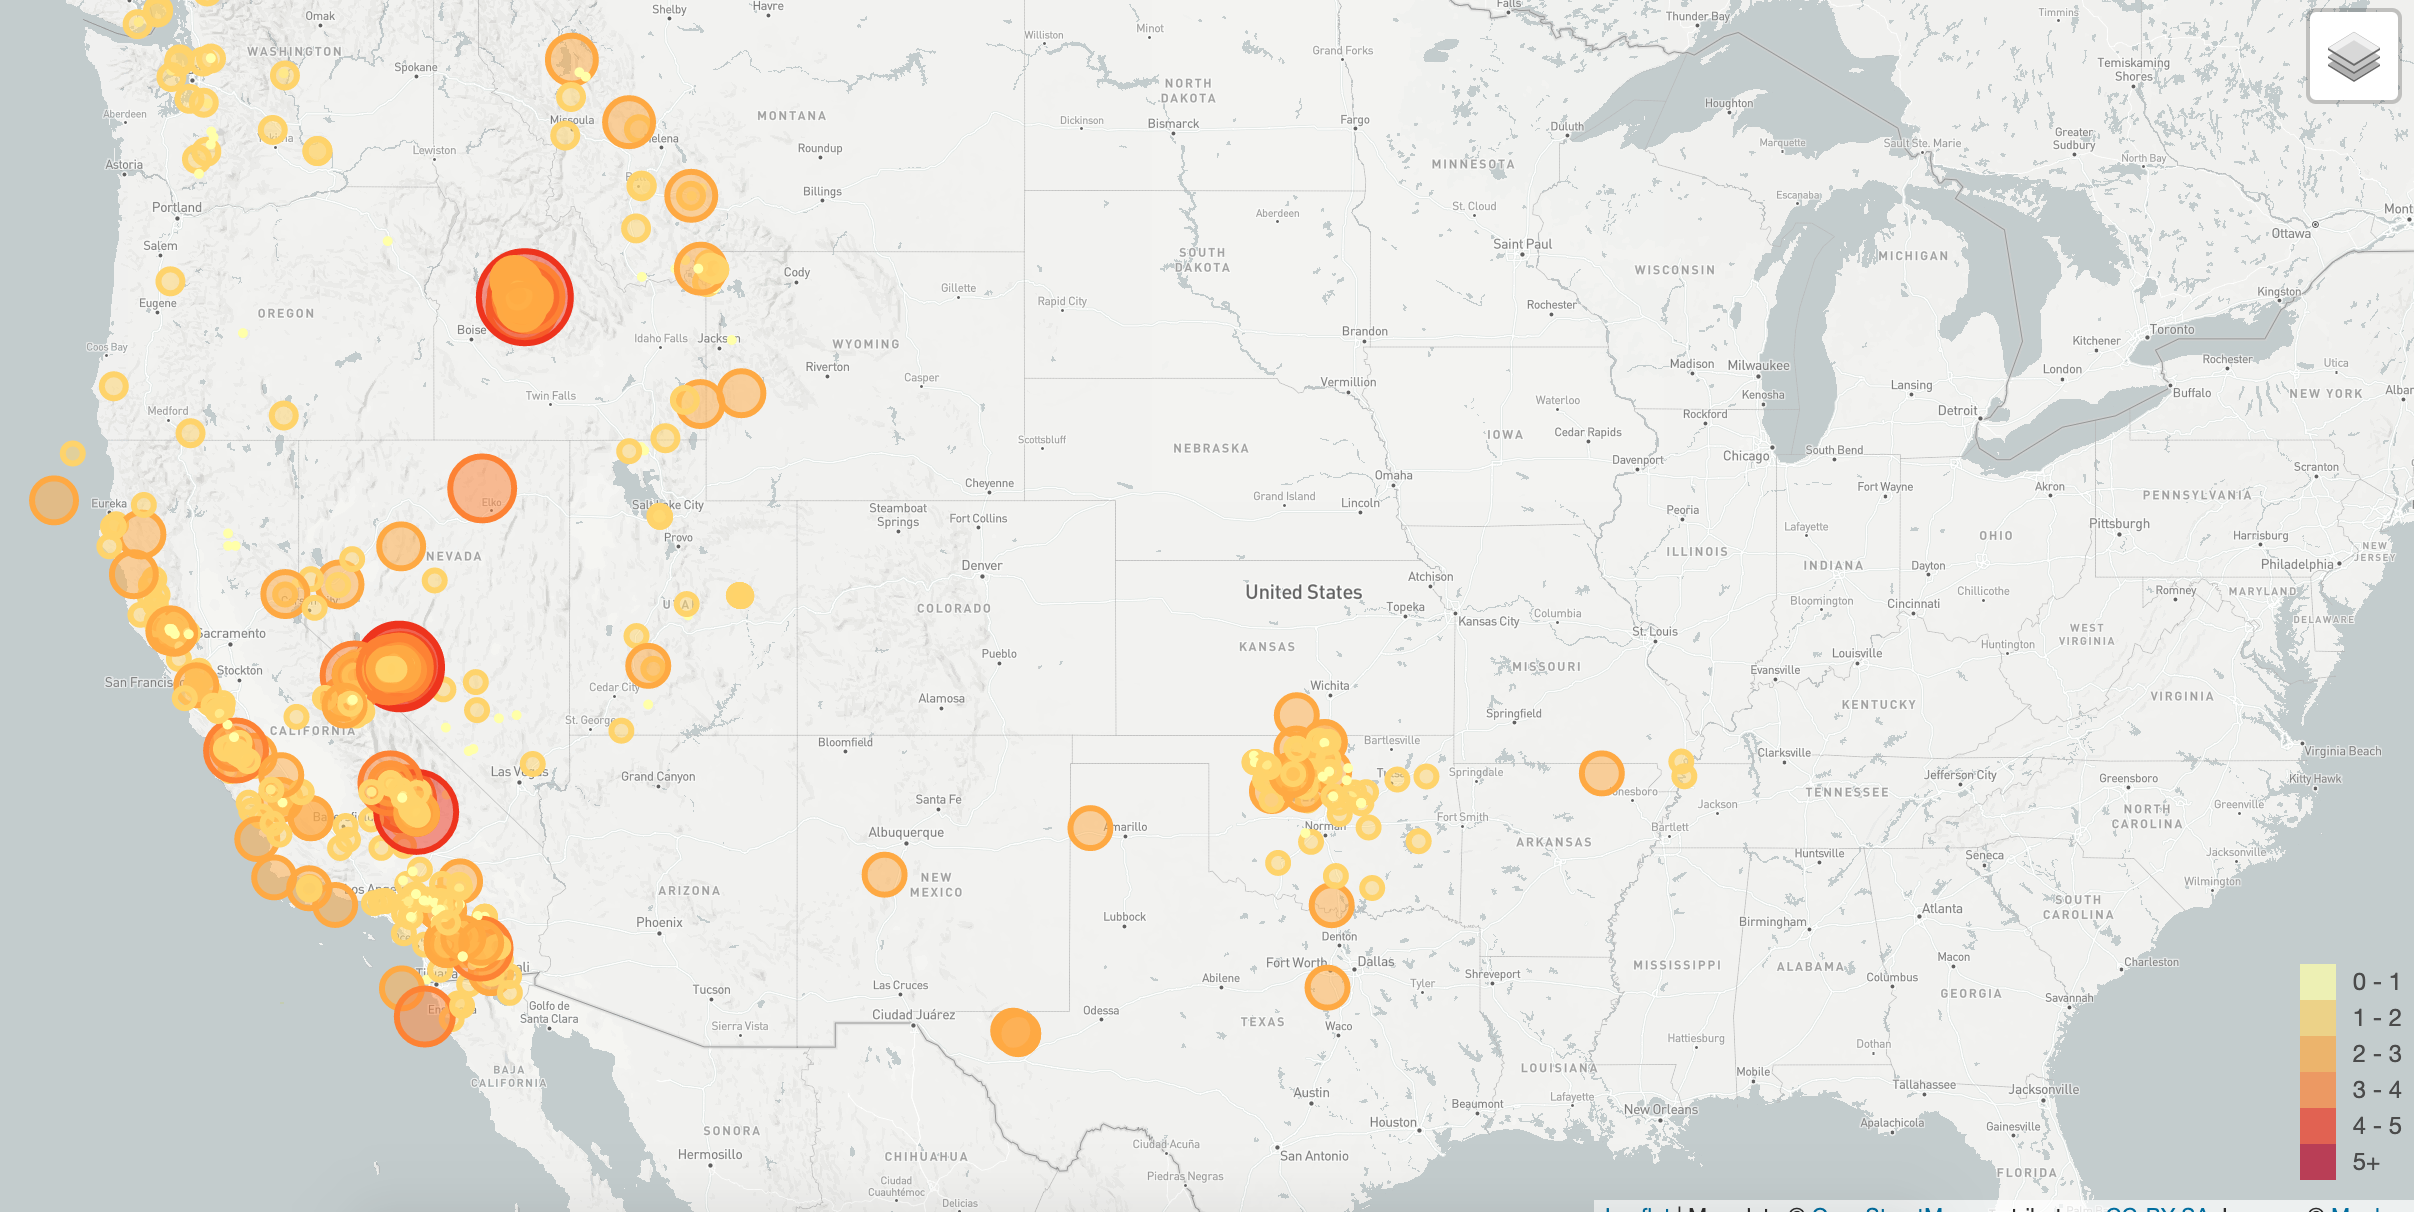 Omak
Shelby
Havre
Williston
Minot
Grand Forks
Falls
Thunder Bay
Timmins
WASHINGTON
Spokane
Temiskaming
Shores
NORTH
DAKOTA
Houghton
Aberdeen
Missoula
MONTANA
Dickinson
Bismarck
Fargo
Duluth
Greater
Sudbury
Marquette
Sault Ste. Marie
Lewiston
Roundup
Astoria
MINNESOTA
North Bay
Billings
Escanaba
Portland
Aberdeen
St. Cloud
Mont
Ottawa
Salem
Saint Paul
SOUTH
DAKOTA
WISCONSIN
MICHIGAN
Cody
Gillette
Rapid City
Kingston
Eugene
OREGON
Rochester
Boise
Idaho Falls
WYOMING
Brandon
Toronto
Kitchener
Coos Bay
Riverton
Casper
Madison
Milwaukee
London
Rochester
Utica
Twin Falls
Vermillion
Kenosha
Lansing
Buffalo
NEW YORK
Alba
Medford
Waterloo
Rockford
Detroit
Scottsbluff
NEBRASKA
IOWA
Cedar Rapids
Davenport
Chicago
South Bend
Scranton
Omaha
Cheyenne
Fort Wayne
Akron
PENNSYLVANIA
Eureka
Elko
Salt Lake City
Steamboat
Springs
Fort Collins
Grand Island
Lincoln
Peoria
Lafayette
Pittsburgh
Harrisburg
Provo
OHIO
NEVADA
ILLINOIS
NEW
JERSEY
Denver
INDIANA
Dayton
Philadelphia
Atchison
United States
Topeka
COLORADO
Columbia
Kansas City
Bloomington
Cincinnati
Chillicothe
Romney
MARYLAND
DELAWARE
Sacramento
St. Louis
WEST
VIRGINIA
KANSAS
Huntington
Stockton
Pueblo
MISSOURI
Evansville
Louisville
Cedar City
Wichita
Alamosa
VIRGINIA
KENTUCKY
St. George
Springfield
CALIFORNIA
Bloomfield
Bartlesville
Clarksville
Virginia Beach
Las Vegas
Grand Canyon
Springdale
Jefferson City
Greensboro
Kitty Hawk
Santa Fe
TENNESSEE
Jackson
NORTH
CAROLINA
Greenville
Albuquerque
Amarillo
Norman
Fort Smith
Bartlett
ARKANSAS
Huntsville
Seneca
Jacksonville
ARIZONA
NEW
MEXICO
Wilmington
Phoenix
Lubbock
Birmingham
Atlanta
SOUTH
CAROLINA
Denton
Fort Worth
Dallas
Shreveport
MISSISSIPPI
ALABAMA
Macon
Charleston
Tucson
Las Cruces
Abilene
Tyler
Columbus
GEORGIA
Savannah
Golfo de
Santa Clara
Ciudad Juárez
Odessa
Sierra Vista
TEXAS
Waco
Hattiesburg
Dothan
BAJA
CALIFORNIA
LOUISIANA
Mobile
Tallahassee
Jacksonville
Austin
Beaumont
Lafayette
New Orleans
Houston
Apalachicola
Gainesville
SONORA
Hermosillo
CHIHUAHUA
Ciudad Acuña
San Antonio
FLORIDA
Ciudad
Cuauhtémoc
Piedras Negras
Delicias
0 - 1
1 - 2
2 - 3
3 - 4
4 - 5
5+